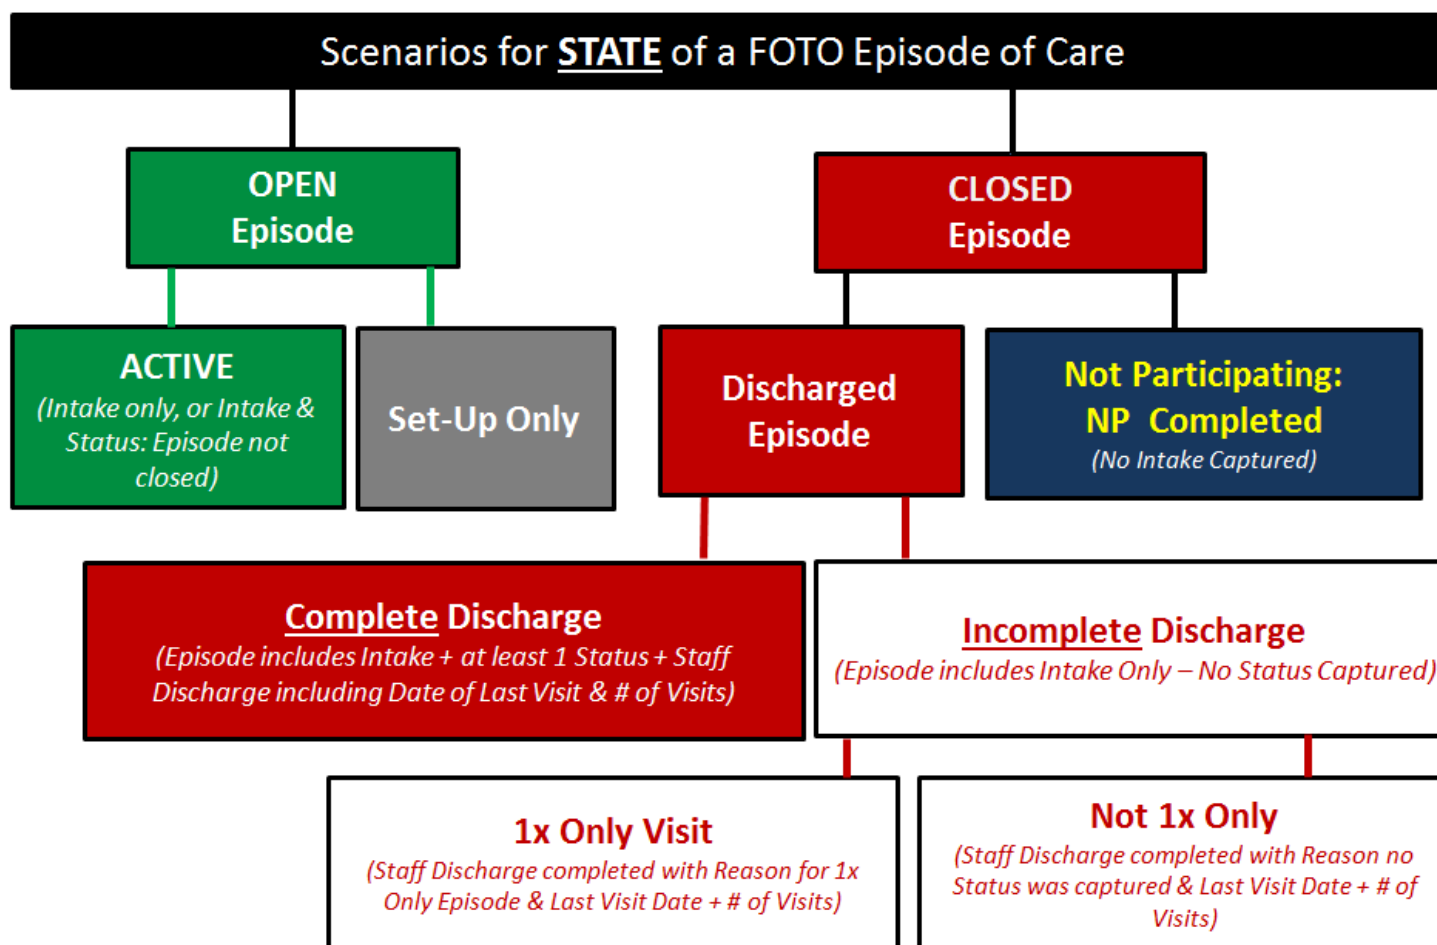 Scenarios for STATE of a FOTO Episode of Care
OPEN
Episode
CLOSED
Episode
ACTIVE
(Intake only, or Intake &
Status: Episode not
closed)
Set-Up Only
Discharged
Episode
Not Participating:
NP Completed
(No Intake Captured)
Complete Discharge
(Episode includes Intake + at least 1 Status + Staff
Discharge including Date of Last Visit & # of Visits)
Incomplete Discharge
(Episode includes Intake Only – No Status Captured)
1x Only Visit
(Staff Discharge completed with Reason for 1x
Only Episode & Last Visit Date + # of Visits)
Not 1x Only
(Staff Discharge completed with Reason no
Status was captured & Last Visit Date + # of
Visits)